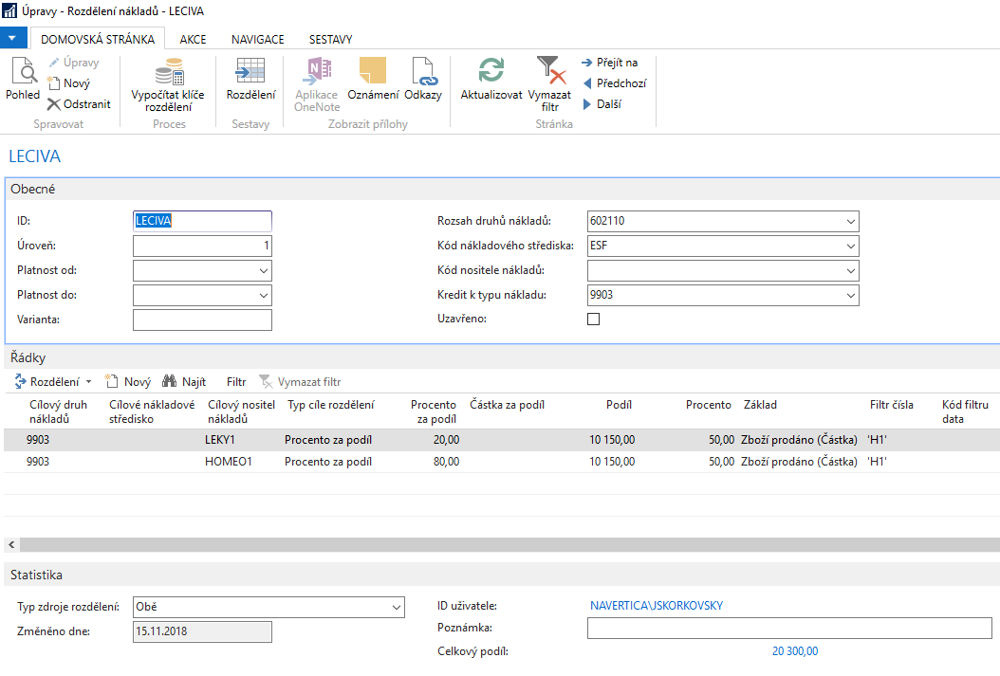 Úpravy - Rozdělení nákladů - LECIVA
DOMOVSKÁ STRÁNKA AKCE NAVIGACE SESTAVY
Pohled
Úpravy
Nový
Odstranit
Spravovat
Vypočítat klíče
rozdělení
Proces
Rozdělení
Sestavy
Aplikace
OneNote
Oznámení
Odkazy
Zobrazit přílohy
Aktualizovat
Vymazat
filtr
Přejít na
Předchozí
Další
Stránka
LECIVA
Obecné
ID: LECIVA
Úroveň: 1
Platnost od:
Platnost do:
Varianta:
Rozsah druhů nákladů: 602110
Kód nákladového střediska: ESF
Kód nositele nákladů:
Kredit k typu nákladu: 9903
Uzavřeno:
Řádky
Rozdělení Nový Najít Filtr Vymazat filtr
Cílový druh nákladů Cílové nákladové středisko Cílový nositel nákladů Typ cíle rozdělení Procento za podíl Částka za podíl Podíl Procento Základ Filtr čísla Kód filtru data
9903 LEKY1 Procento za podíl 20,00 10 150,00 50,00 Zboží prodáno (Částka) 'H1'
9903 HOMEO1 Procento za podíl 80,00 10 150,00 50,00 Zboží prodáno (Částka) 'H1'
Statistika
Typ zdroje rozdělení: Obě
Změněno dne: 15.11.2018
ID uživatele: NAVERTICA\JSKORKOVSKY
Poznámka:
Celkový podíl: 20 300,00